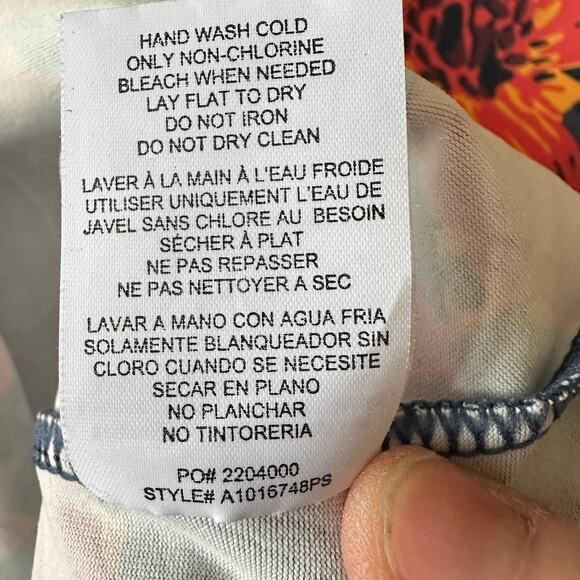 HAND WASH COLD
ONLY NON-CHLORINE
BLEACH WHEN NEEDED
LAY FLAT TO DRY
DO NOT IRON
DO NOT DRY CLEAN
LAVER À LA MAIN À L'EAU FROIDE
UTILISER UNIQUEMENT L'EAU DE
JAVEL SANS CHLORE AU BESOIN
SÉCHER À PLAT
NE PAS REPASSER
NE PAS NETTOYER A SEC
LAVAR A MANO CON AGUA FRIA
SOLAMENTE BLANQUEADOR SIN
CLORO CUANDO SE NECESITE
SECAR EN PLANO
NO PLANCHAR
NO TINTORERIA
PO# 2204000
STYLE# A1016748PS